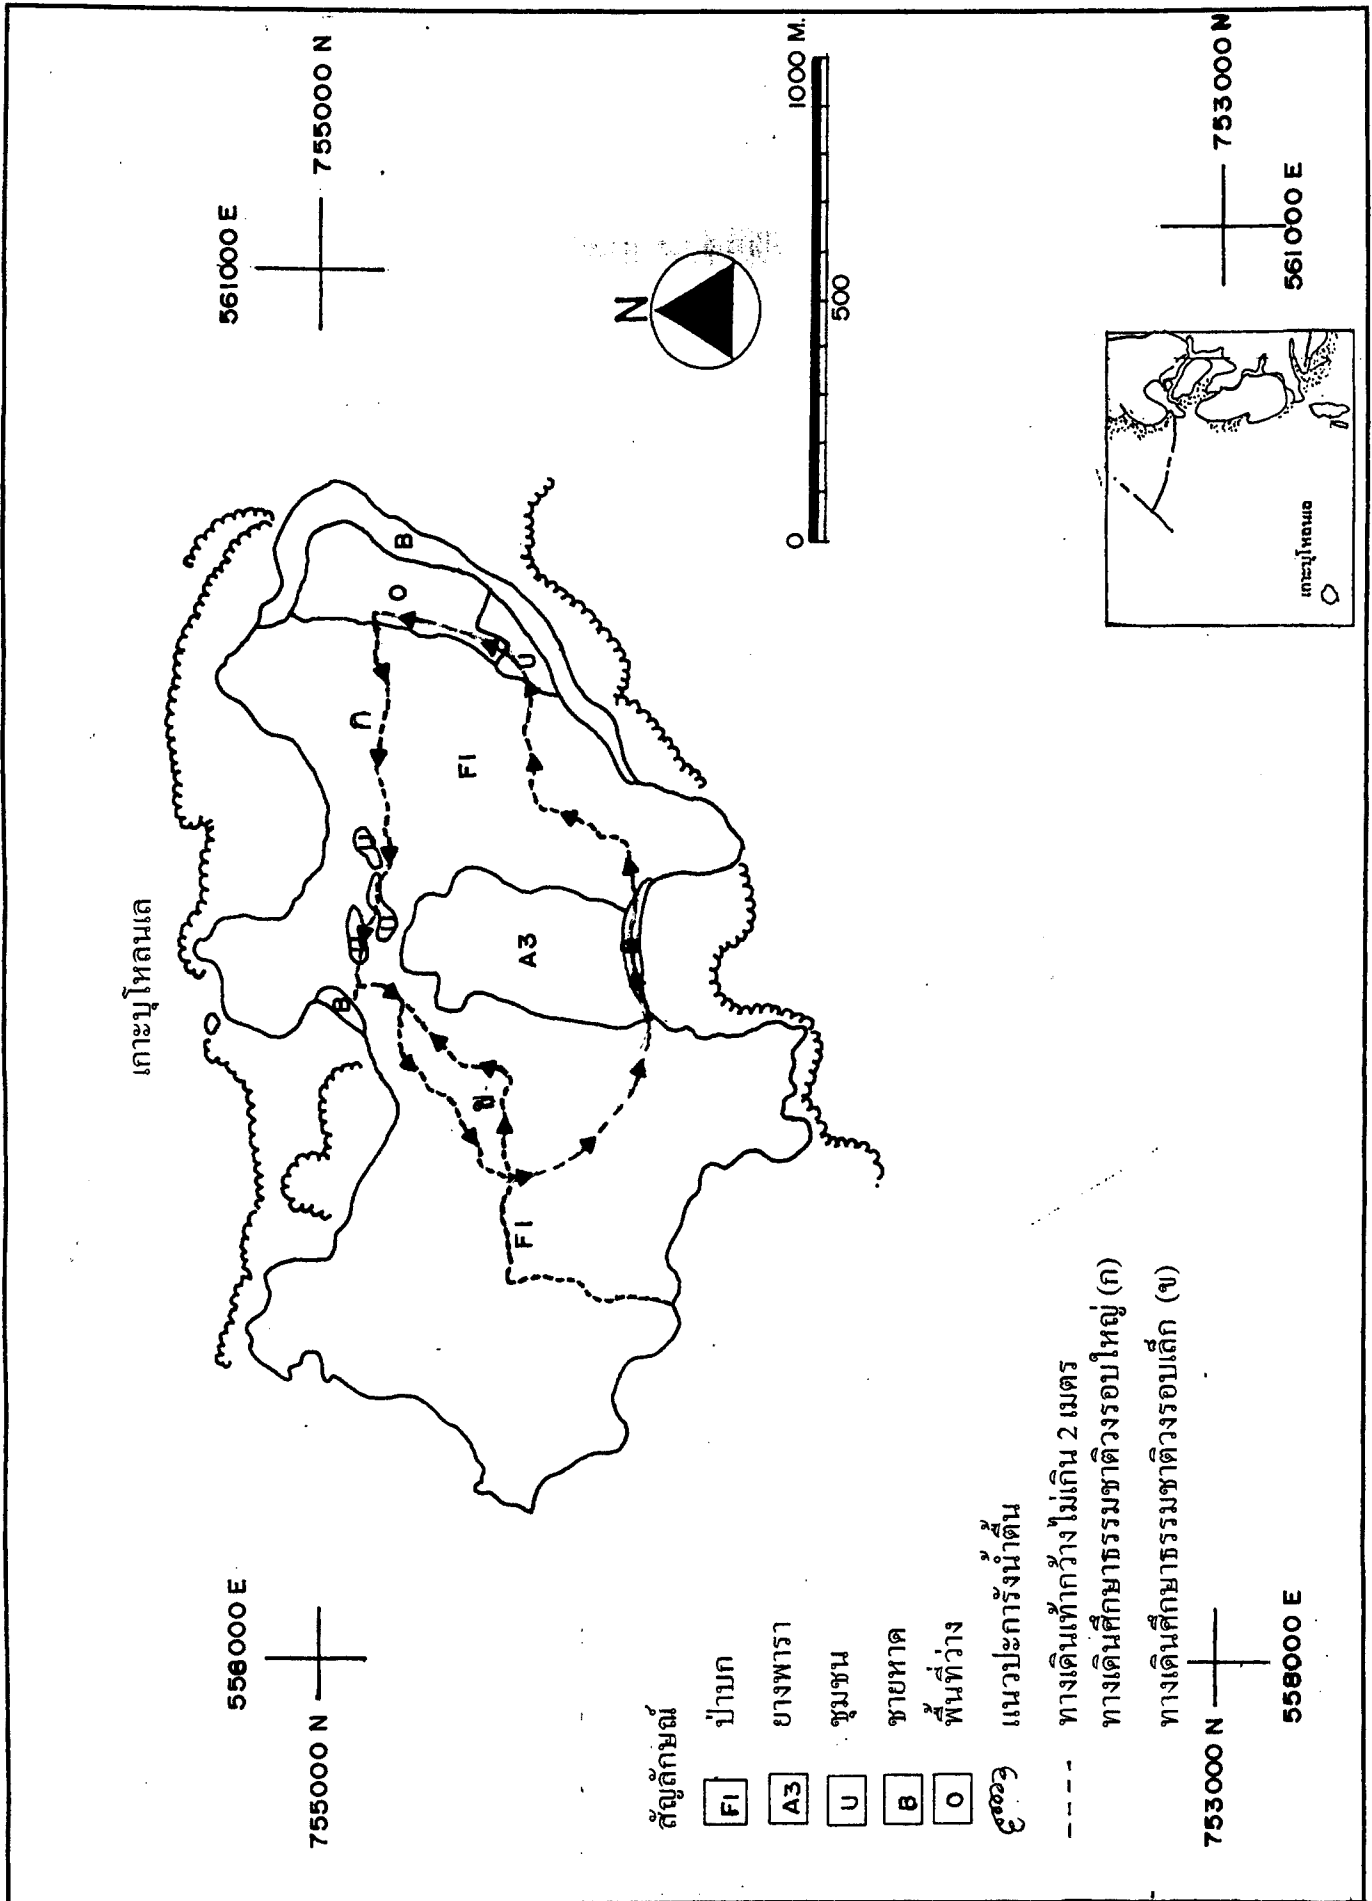 เกาะบุโหลนเล
558000 E
561000 E
755000 N
755000 N
ก
B
O
B
U
U
U
F1
U
ข
A3
F1
B
N
สัญลักษณ์
F1 ป่าบก
A3 ยางพารา
U ชุมชน
B ชายหาด
O พื้นที่ว่าง
แนวปะการังน้ำตื้น
ทางเดินเท้ากว้างไม่เกิน 2 เมตร
ทางเดินศึกษาธรรมชาติวงรอบใหญ่ (ก)
ทางเดินศึกษาธรรมชาติวงรอบเล็ก (ข)
0
500
1000 M.
เกาะบุโหลนเล
753000 N
753000 N
558000 E
561000 E